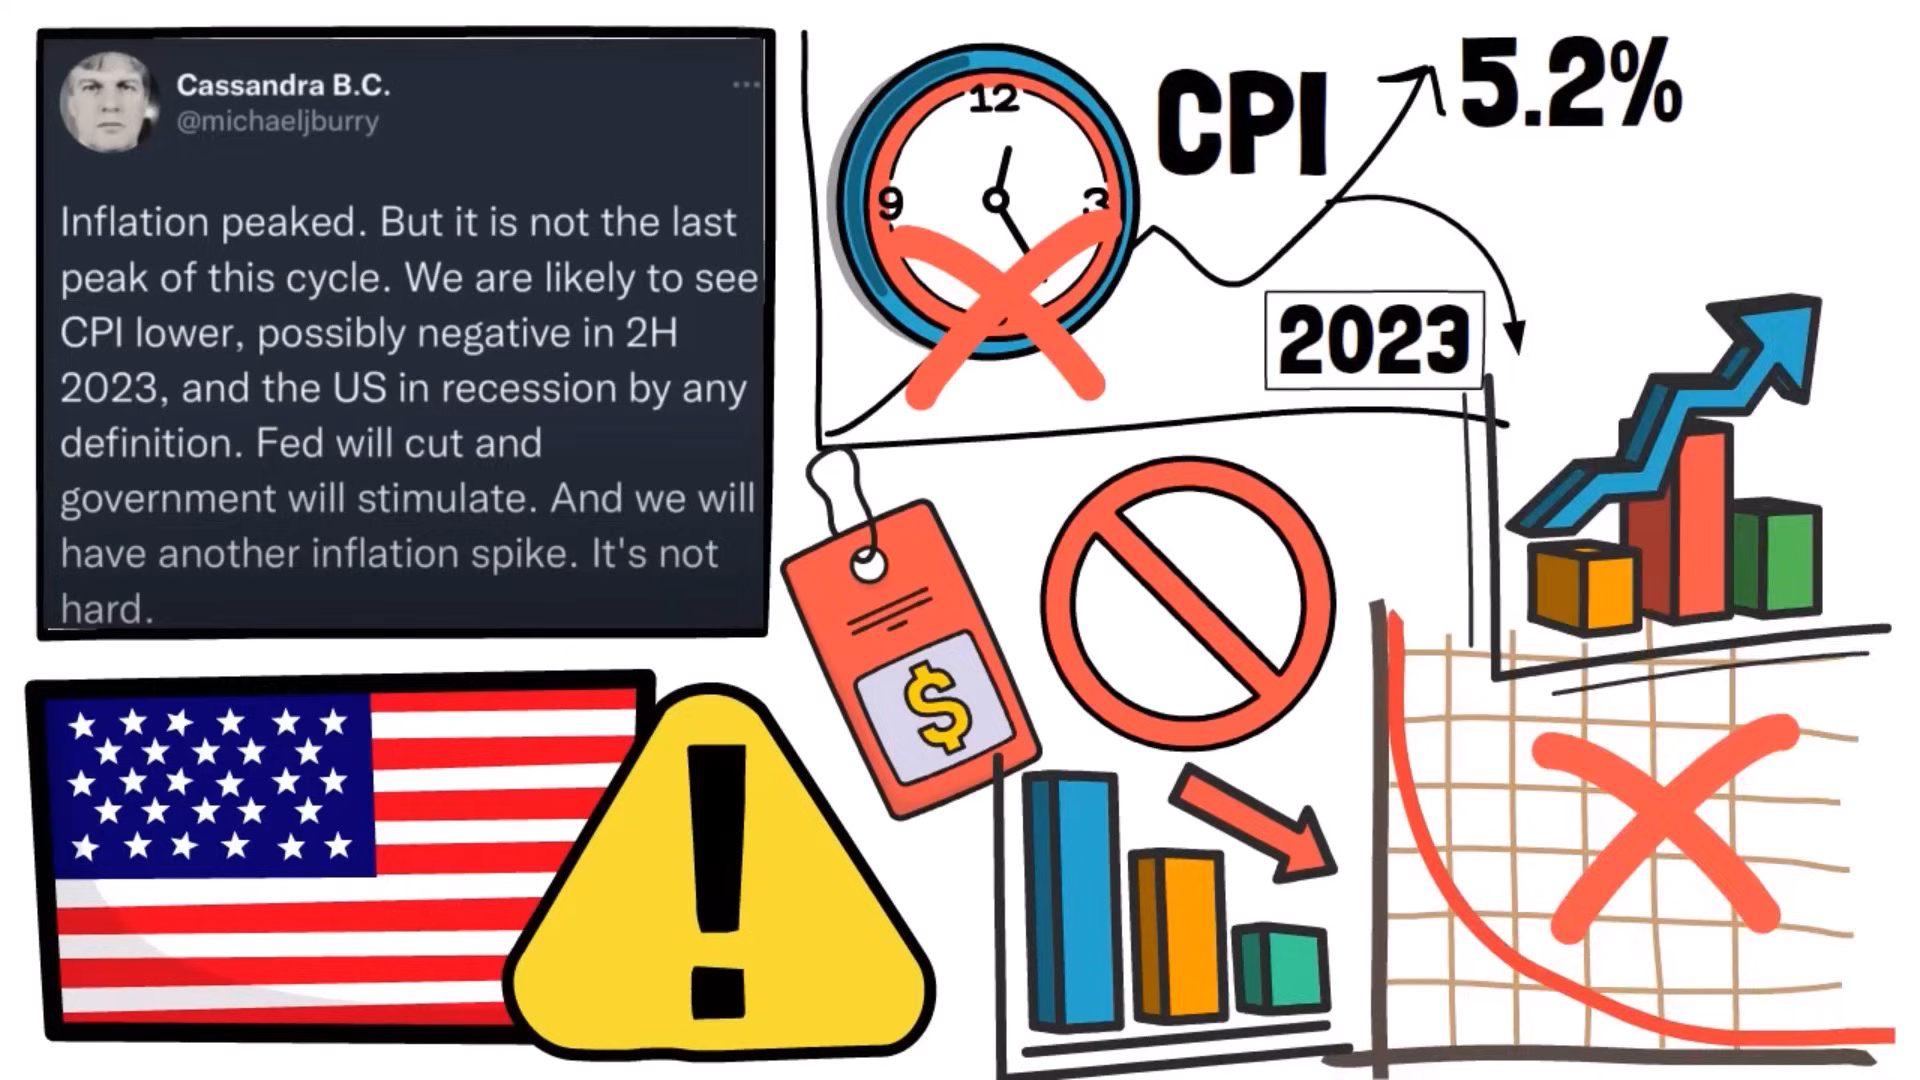 Cassandra B.C.
@michaeljburry
Inflation peaked. But it is not the last
peak of this cycle. We are likely to see
CPI lower, possibly negative in 2H
2023, and the US in recession by any
definition. Fed will cut and
government will stimulate. And we will
have another inflation spike. It's not
hard.
12
9
3
CPI
5.2%
2023
$
!